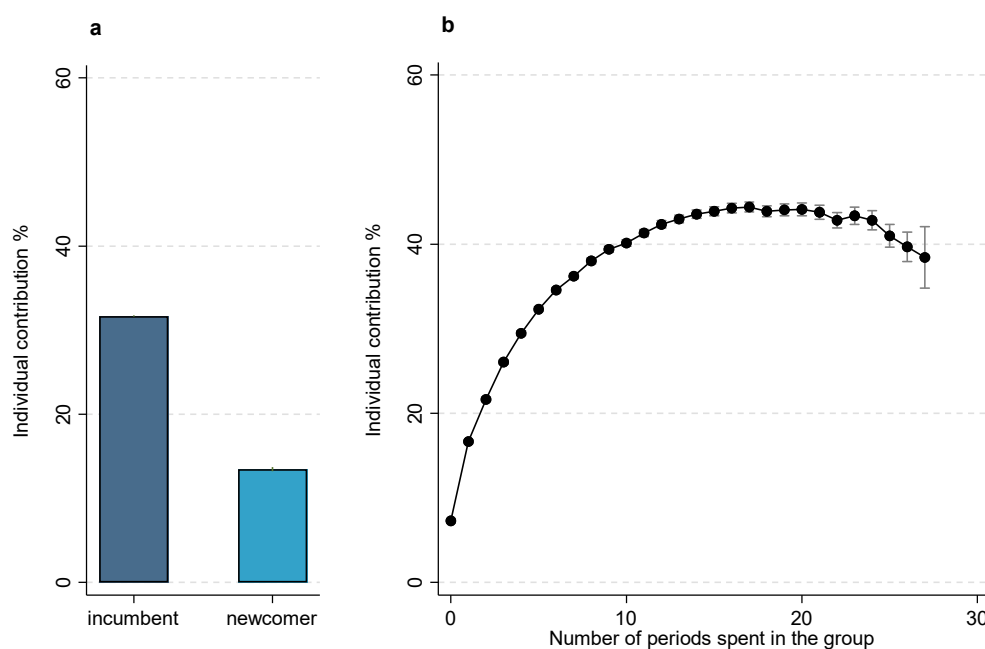 a
Individual contribution %
60
40
20
0
incumbent newcomer
b
Individual contribution %
60
40
20
0
0 10 20 30
Number of periods spent in the group